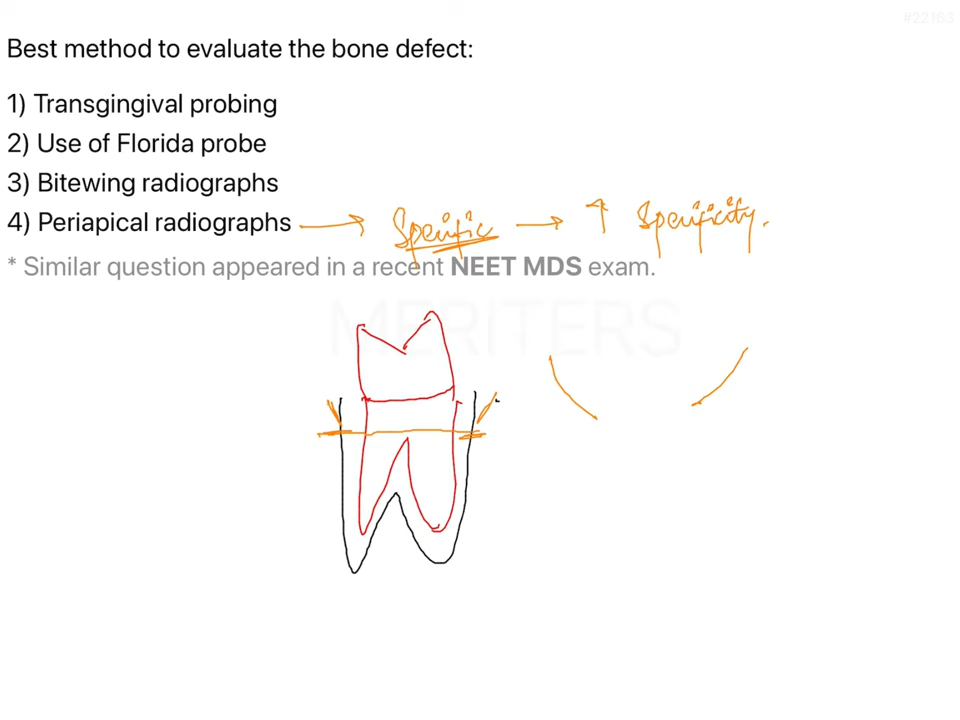 #22163
Best method to evaluate the bone defect:
1) Transgingival probing
2) Use of Florida probe
3) Bitewing radiographs
4) Periapical radiographs → Specific → ↑ Specificity.
* Similar question appeared in a recent NEET MDS exam.
MERITERS